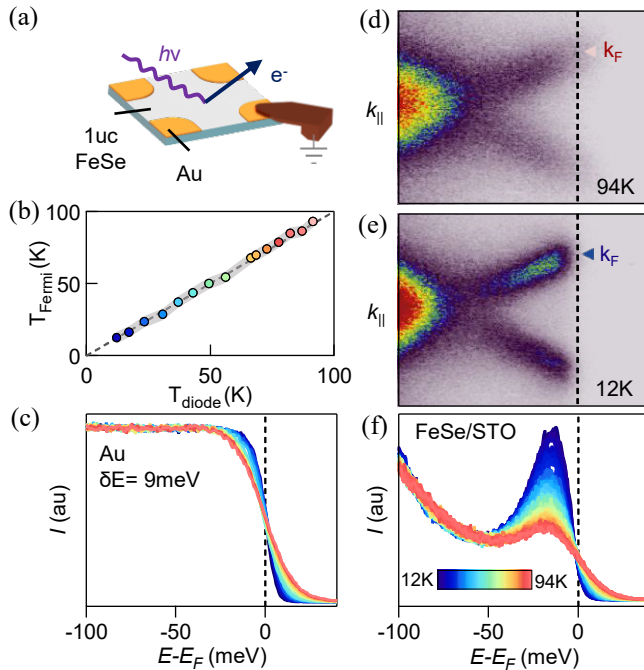 (a)
hν
e-
1uc
FeSe
Au
(b)
100
T_Fermi (K)
50
0
0
50
100
T_diode (K)
(c)
Au
δE= 9meV
I (au)
-100
-50
0
E-E_F (meV)
(d)
k_F
k_||
94K
(e)
k_F
k_||
12K
(f)
FeSe/STO
I (au)
12K
94K
-100
-50
0
E-E_F (meV)